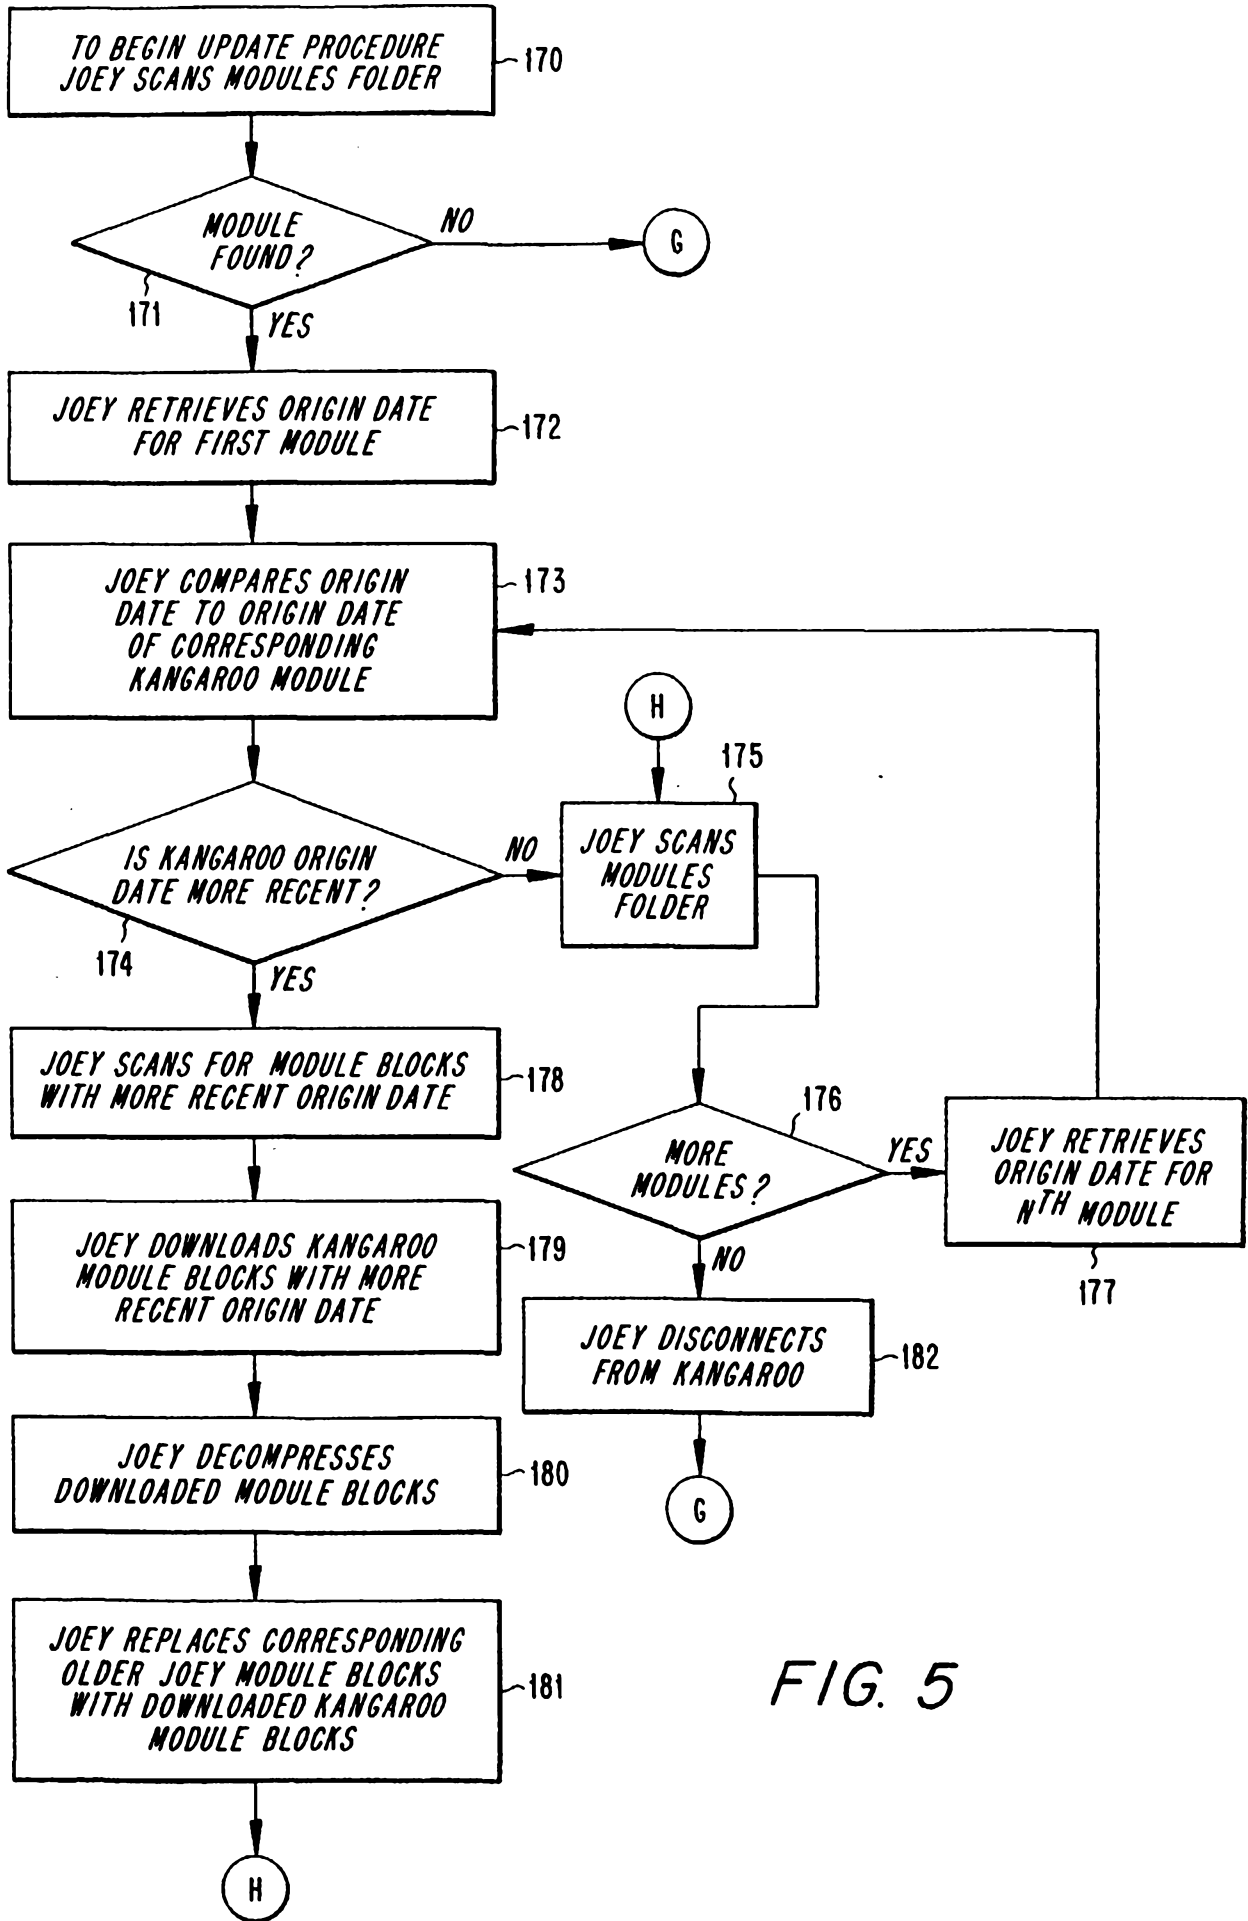 TO BEGIN UPDATE PROCEDURE
JOEY SCANS MODULES FOLDER
170
MODULE
FOUND?
NO
G
171
YES
JOEY RETRIEVES ORIGIN DATE
FOR FIRST MODULE
172
JOEY COMPARES ORIGIN
DATE TO ORIGIN DATE
OF CORRESPONDING
KANGAROO MODULE
173
H
175
IS KANGAROO ORIGIN
DATE MORE RECENT?
NO
174
YES
JOEY SCANS
MODULES
FOLDER
176
MORE
MODULES?
YES
JOEY RETRIEVES
ORIGIN DATE FOR
NTH MODULE
177
NO
JOEY DISCONNECTS
FROM KANGAROO
182
G
JOEY SCANS FOR MODULE BLOCKS
WITH MORE RECENT ORIGIN DATE
178
JOEY DOWNLOADS KANGAROO
MODULE BLOCKS WITH MORE
RECENT ORIGIN DATE
179
JOEY DECOMPRESSES
DOWNLOADED MODULE BLOCKS
180
JOEY REPLACES CORRESPONDING
OLDER JOEY MODULE BLOCKS
WITH DOWNLOADED KANGAROO
MODULE BLOCKS
181
H
FIG. 5